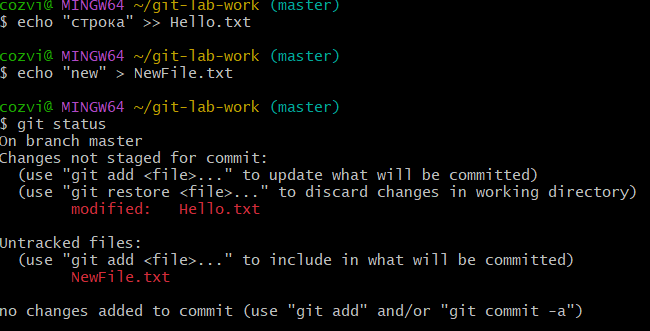 cozvi@ MINGW64 ~/git-lab-work (master)
$ echo "строка" >> Hello.txt
cozvi@ MINGW64 ~/git-lab-work (master)
$ echo "new" > NewFile.txt
cozvi@ MINGW64 ~/git-lab-work (master)
$ git status
On branch master
Changes not staged for commit:
  (use "git add <file>..." to update what will be committed)
  (use "git restore <file>..." to discard changes in working directory)
        modified:   Hello.txt
Untracked files:
  (use "git add <file>..." to include in what will be committed)
        NewFile.txt
no changes added to commit (use "git add" and/or "git commit -a")